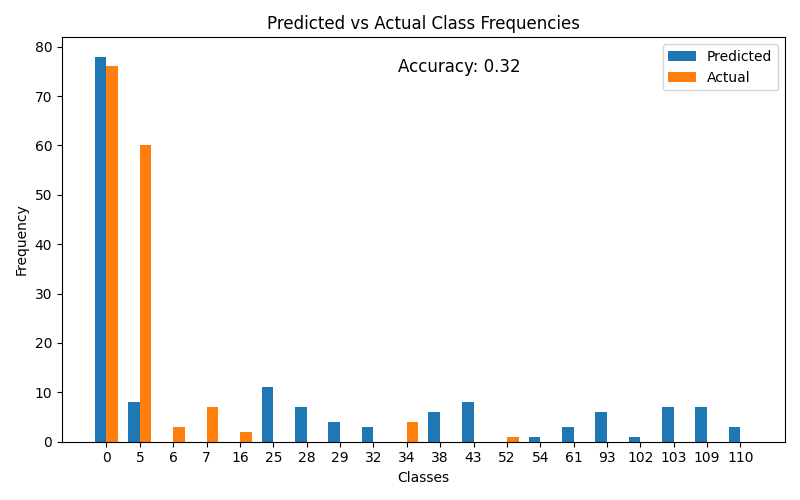 Predicted vs Actual Class Frequencies
Accuracy: 0.32
Predicted
Actual
Frequency
80
70
60
50
40
30
20
10
0
0 5 6 7 16 25 28 29 32 34 38 43 52 54 61 93 102 103 109 110
Classes